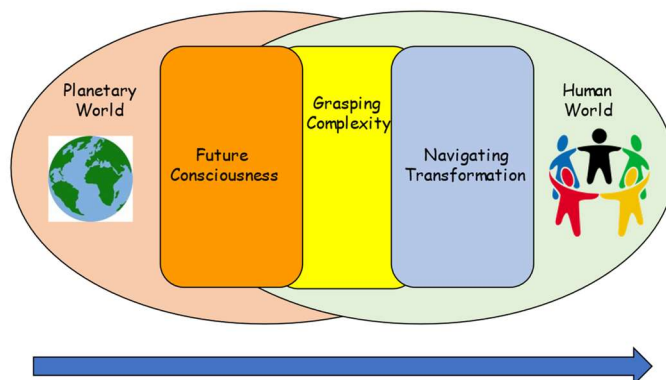 Planetary
World
Future
Consciousness
Grasping
Complexity
Navigating
Transformation
Human
World